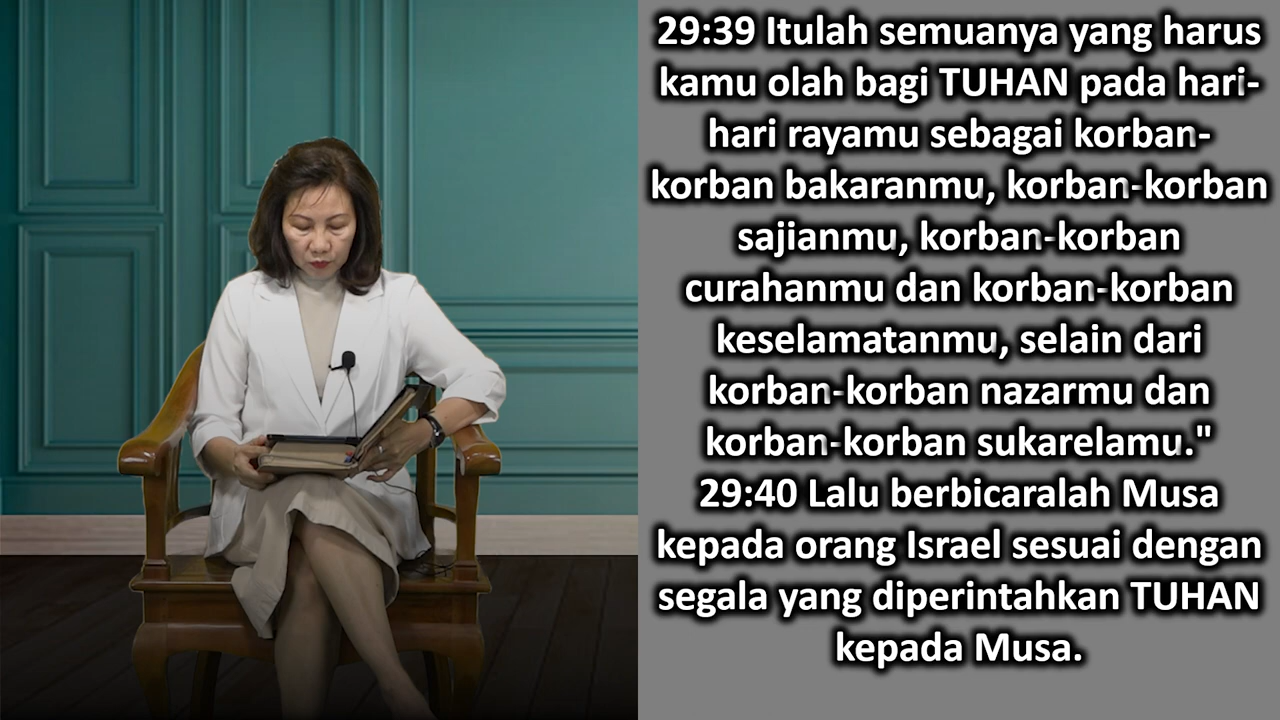 29:39 Itulah semuanya yang harus
kamu olah bagi TUHAN pada hari-
hari rayamu sebagai korban-
korban bakaranmu, korban-korban
sajianmu, korban-korban
curahanmu dan korban-korban
keselamatanmu, selain dari
korban-korban nazarmu dan
korban-korban sukarelamu."
29:40 Lalu berbicaralah Musa
kepada orang Israel sesuai dengan
segala yang diperintahkan TUHAN
kepada Musa.